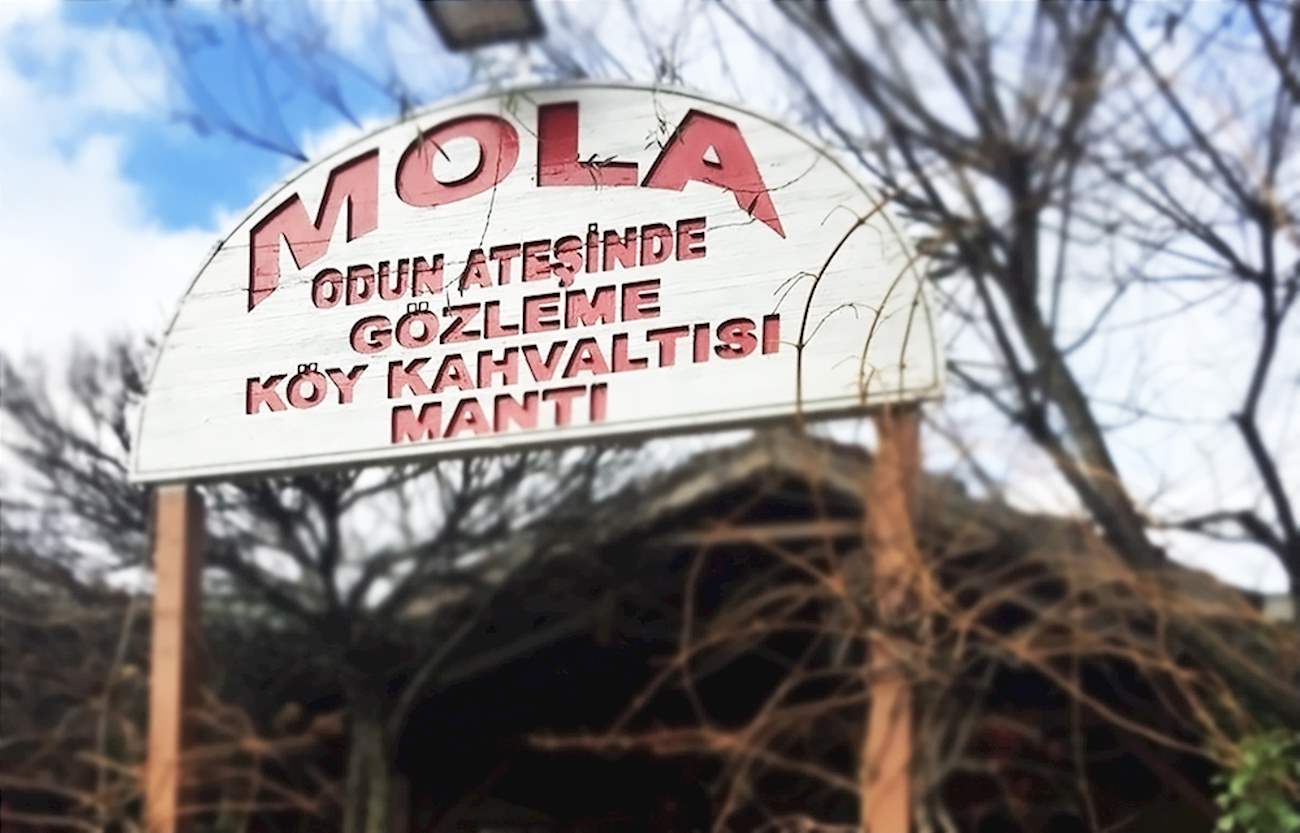 MOLA
ODUN ATEŞİNDE
GÖZLEME
KÖY KAHVALTISI
MANTI